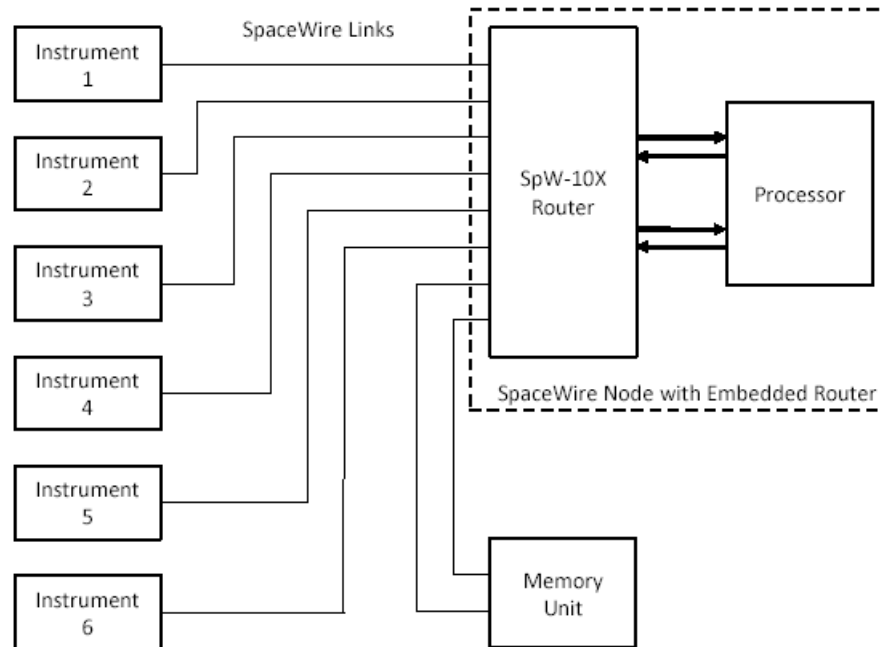 SpaceWire Links
Instrument
1
Instrument
2
Instrument
3
Instrument
4
Instrument
5
Instrument
6
SpW-10X
Router
Processor
SpaceWire Node with Embedded Router
Memory
Unit